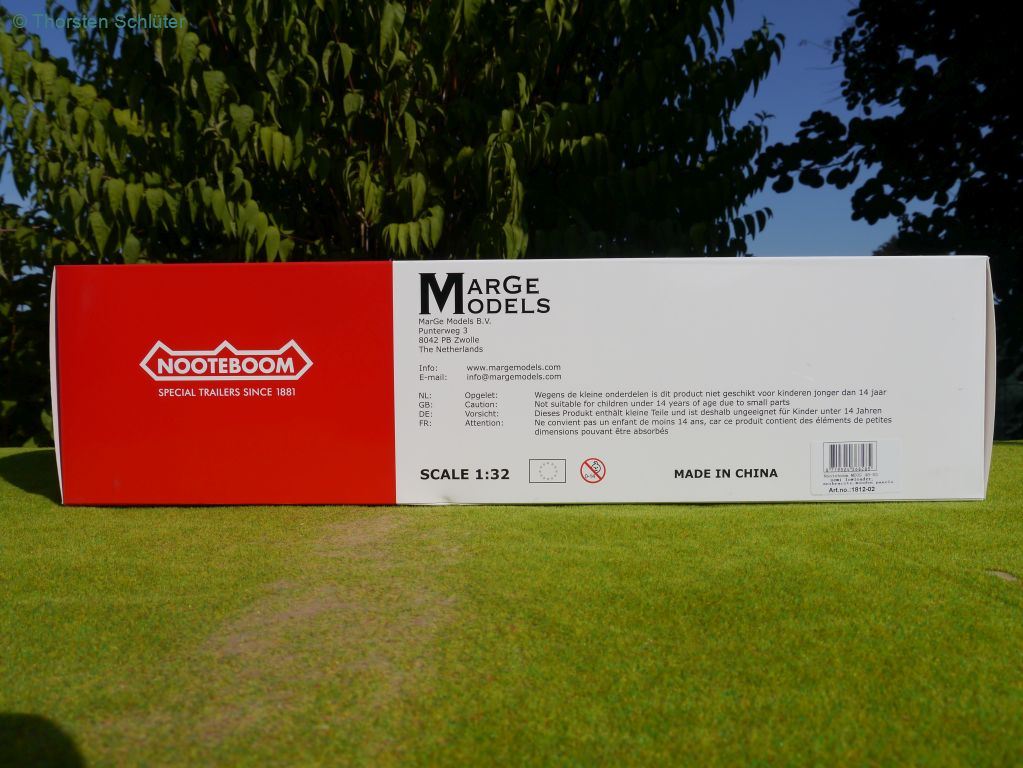 © Thorsten Schlüter
NOOTEBOOM
SPECIAL TRAILERS SINCE 1881
MARGE
MODELS
MarGe Models B.V.
Punterweg 3
8042 PB Zwolle
The Netherlands
Info: www.margemodels.com
E-mail: info@margemodels.com
NL: Opgelet: Wegens de kleine onderdelen is dit product niet geschikt voor kinderen jonger dan 14 jaar
GB: Caution: Not suitable for children under 14 years of age due to small parts
DE: Vorsicht: Dieses Produkt enthält kleine Teile und ist deshalb ungeeignet für Kinder unter 14 Jahren
FR: Attention: Ne convient pas un enfant de moins 14 ans, car ce produit contient des éléments de petites
dimensions pouvant être absorbés
SCALE 1:32
0-14
MADE IN CHINA
Nooteboom
semi lowloader
Art.no.:1812-02